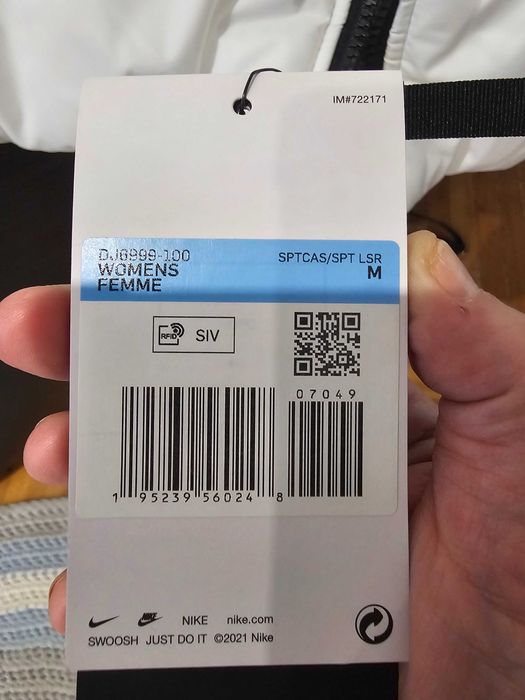 IM#722171
DJ6999-100
SPTCAS/SPT LSR
WOMENS
M
FEMME
RFID SIV
07049
1 95239 56024 8
NIKE nike.com
SWOOSH JUST DO IT ©2021 Nike